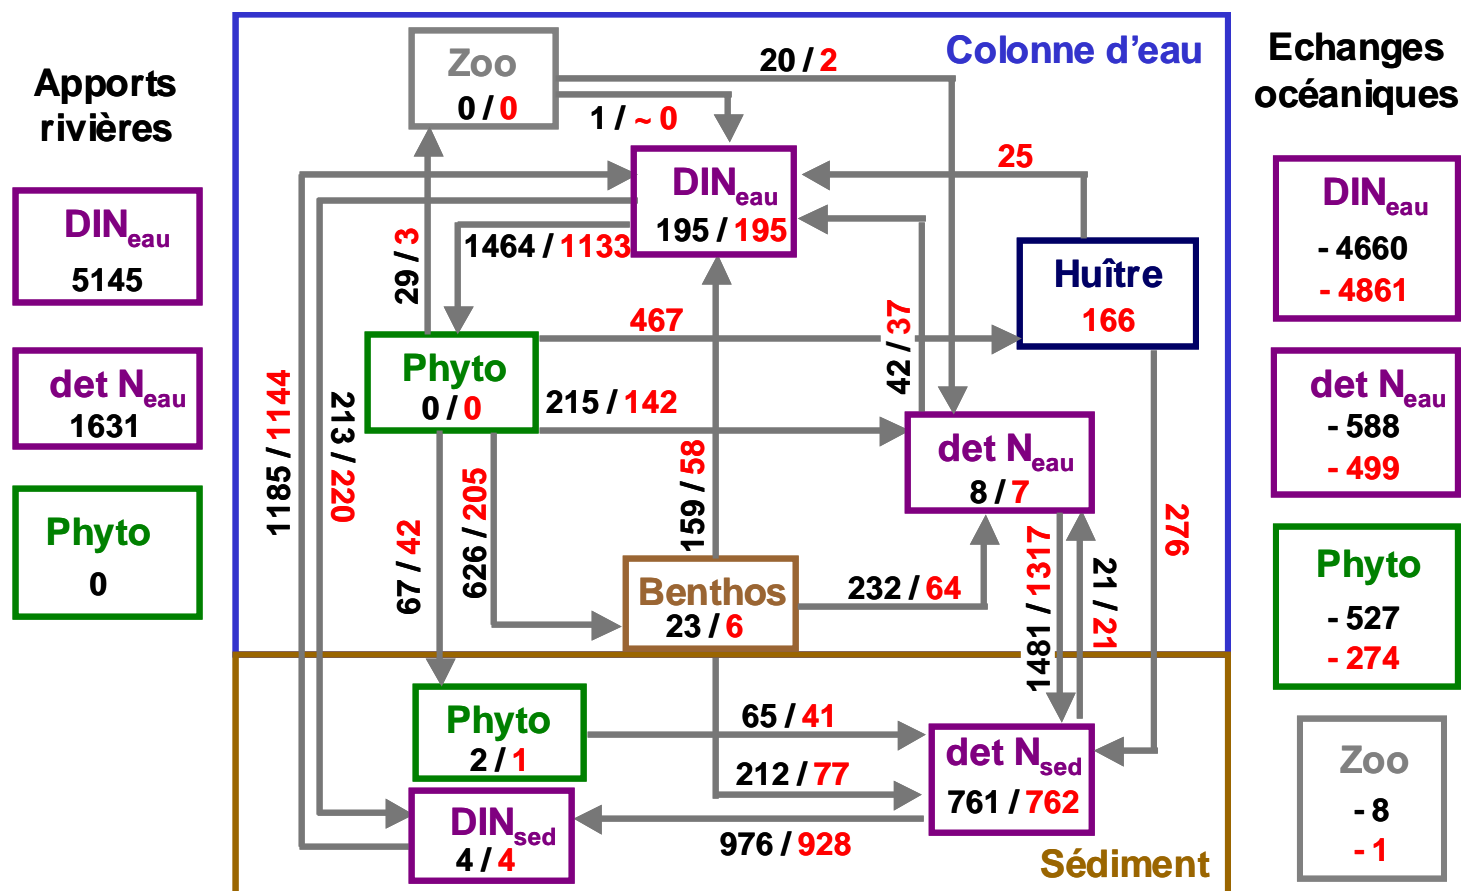 Apports
rivières
DINeau
5145
det Neau
1631
Phyto
0
Colonne d’eau
Zoo
0 / 0
20 / 2
1 / ~ 0
25
DINeau
195 / 195
1464 / 1133
29 / 3
Huître
166
467
42 / 37
Phyto
0 / 0
215 / 142
1185 / 1144
213 / 220
67 / 42
626 / 205
159 / 58
det Neau
8 / 7
276
Benthos
23 / 6
232 / 64
1481 / 1317
21 / 21
Phyto
2 / 1
65 / 41
det Nsed
761 / 762
212 / 77
DINsed
4 / 4
976 / 928
Sédiment
Echanges
océaniques
DINeau
- 4660
- 4861
det Neau
- 588
- 499
Phyto
- 527
- 274
Zoo
- 8
- 1